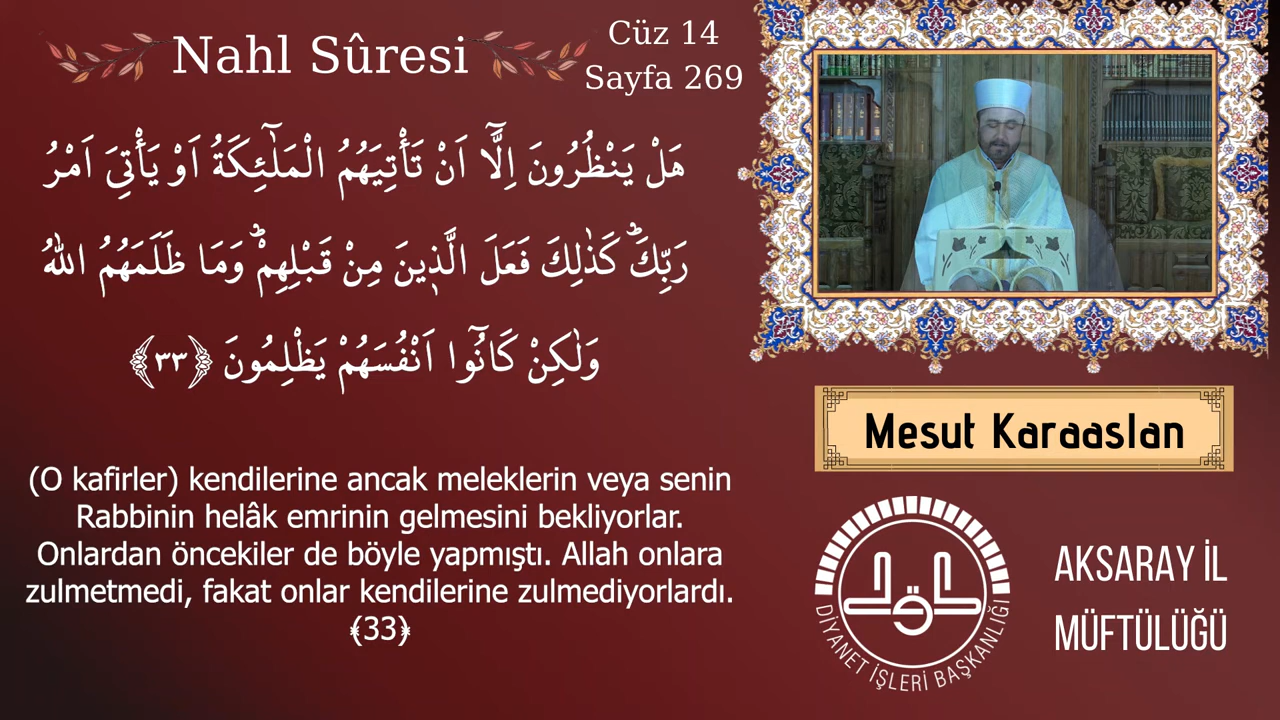 Nahl Sûresi
Cüz 14
Sayfa 269
هَلْ يَنْظُرُونَ اِلَّٓا اَنْ تَأْتِيَهُمُ الْمَلٰٓئِكَةُ اَوْ يَأْتِيَ اَمْرُ
رَبِّكَۜ كَذٰلِكَ فَعَلَ الَّذ۪ينَ مِنْ قَبْلِهِمْۜ وَمَا ظَلَمَهُمُ اللّٰهُ
وَلٰكِنْ كَانُٓوا اَنْفُسَهُمْ يَظْلِمُونَ ﴿٣٣﴾
(O kafirler) kendilerine ancak meleklerin veya senin
Rabbinin helâk emrinin gelmesini bekliyorlar.
Onlardan öncekiler de böyle yapmıştı. Allah onlara
zulmetmedi, fakat onlar kendilerine zulmediyorlardı.
﴾33﴿
Mesut Karaaslan
DİYANET İŞLERİ BAŞKANLIĞI
AKSARAY İL
MÜFTÜLÜĞÜ